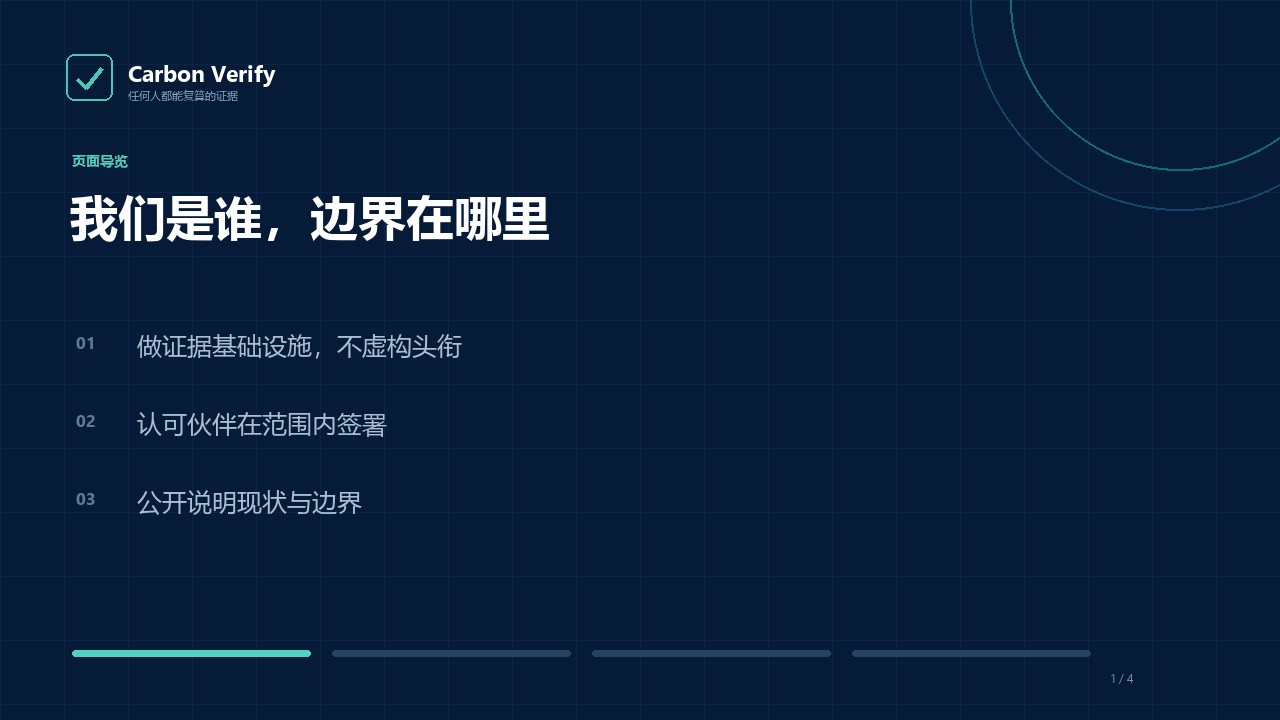 Carbon Verify
任何人都能复算的证据
页面导览
我们是谁，边界在哪里
01 做证据基础设施，不虚构头衔
02 认可伙伴在范围内签署
03 公开说明现状与边界
1 / 4